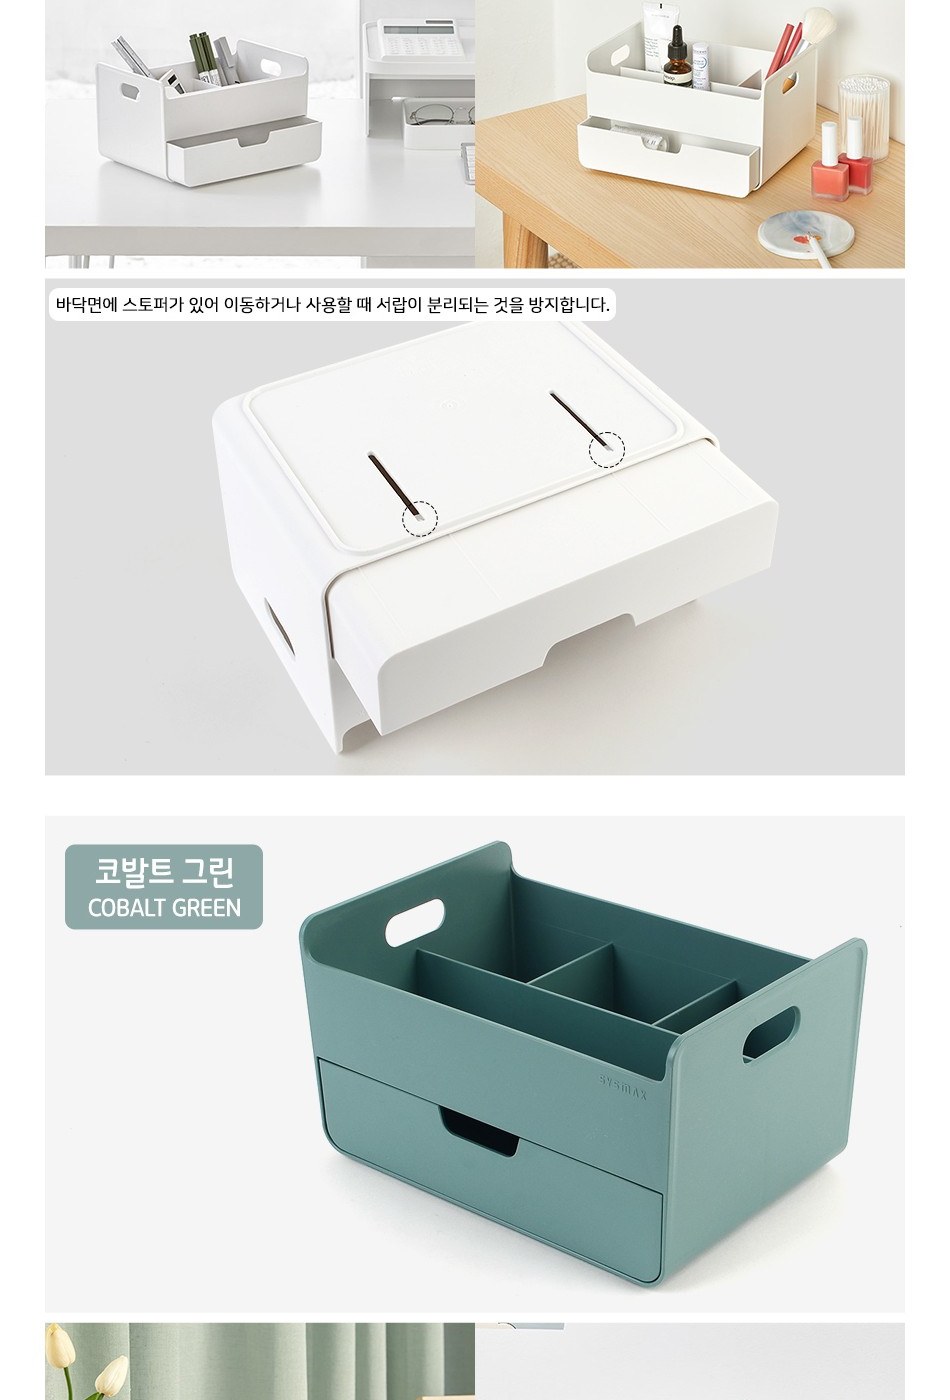 바닥면에 스토퍼가 있어 이동하거나 사용할 때 서랍이 분리되는 것을 방지합니다.
코발트 그린
COBALT GREEN
SYSMAX